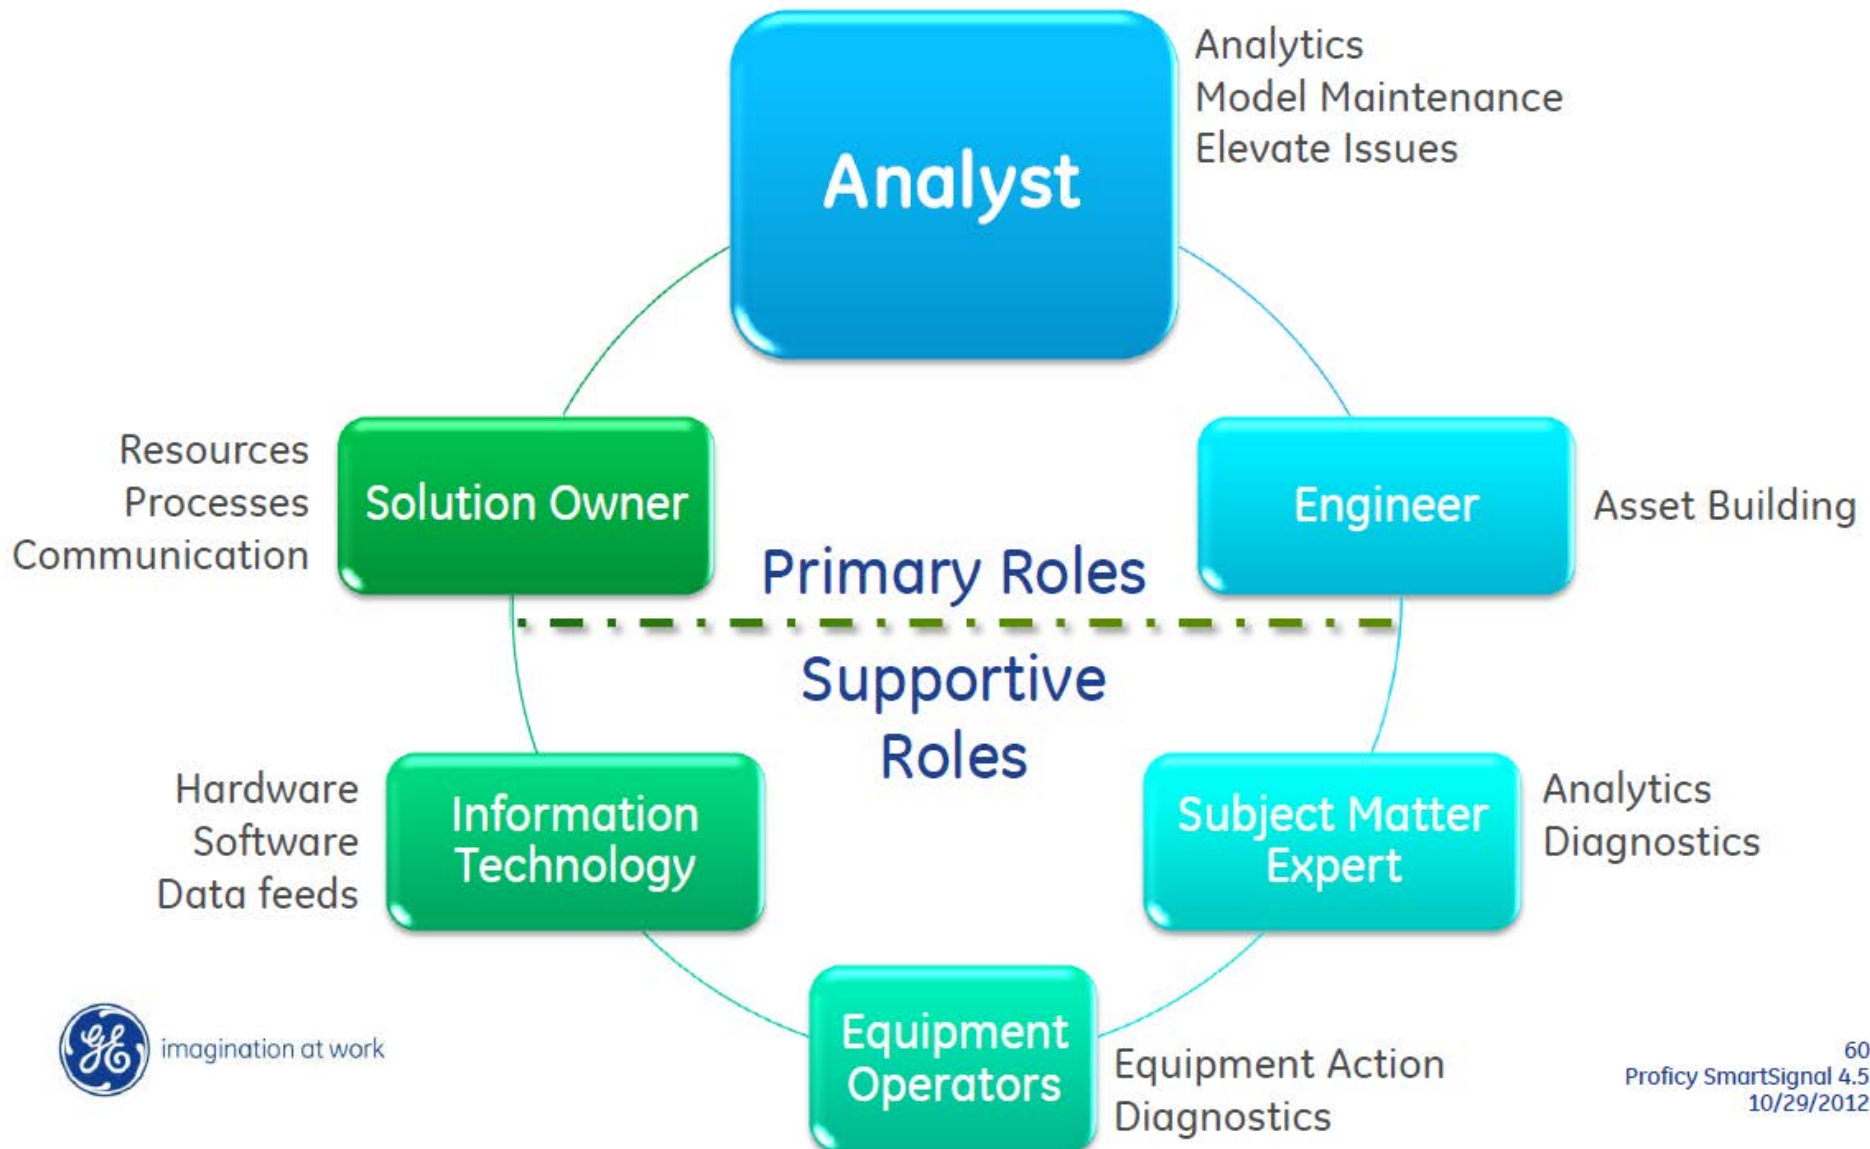 Analyst
Analytics
Model Maintenance
Elevate Issues
Resources
Processes
Communication
Solution Owner
Engineer
Asset Building
Primary Roles
Supportive
Roles
Hardware
Software
Data feeds
Information
Technology
Subject Matter
Expert
Analytics
Diagnostics
Equipment
Operators
Equipment Action
Diagnostics
GE
imagination at work
60
Proficy SmartSignal 4.5
10/29/2012